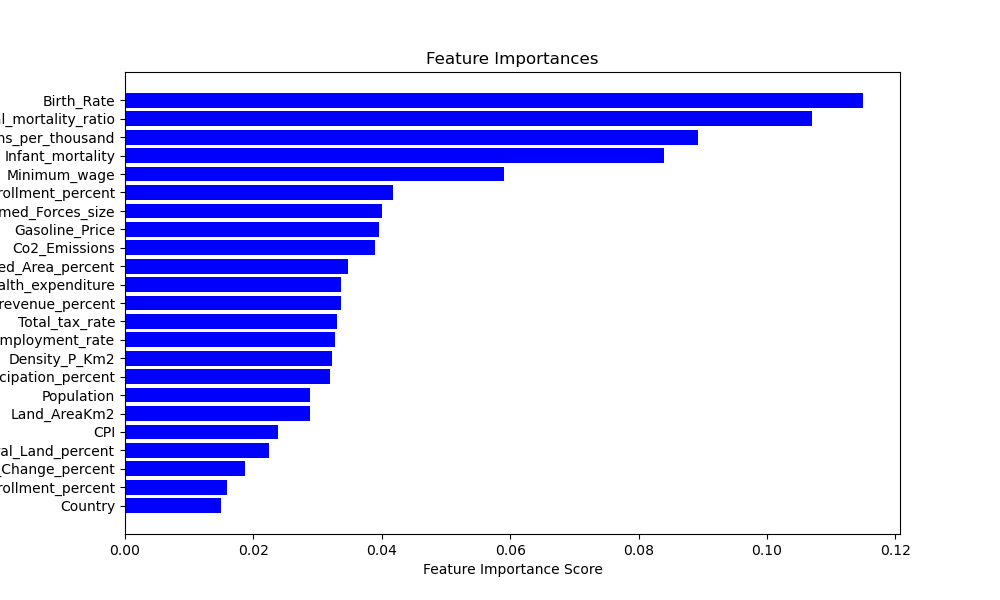 Feature Importances
Birth_Rate
l_mortality_ratio
ns_per_thousand
Infant_mortality
Minimum_wage
rollment_percent
med_Forces_size
Gasoline_Price
Co2_Emissions
ed_Area_percent
alth_expenditure
revenue_percent
Total_tax_rate
mployment_rate
Density_P_Km2
cipation_percent
Population
Land_AreaKm2
CPI
al_Land_percent
_Change_percent
rollment_percent
Country
0.00 0.02 0.04 0.06 0.08 0.10 0.12
Feature Importance Score